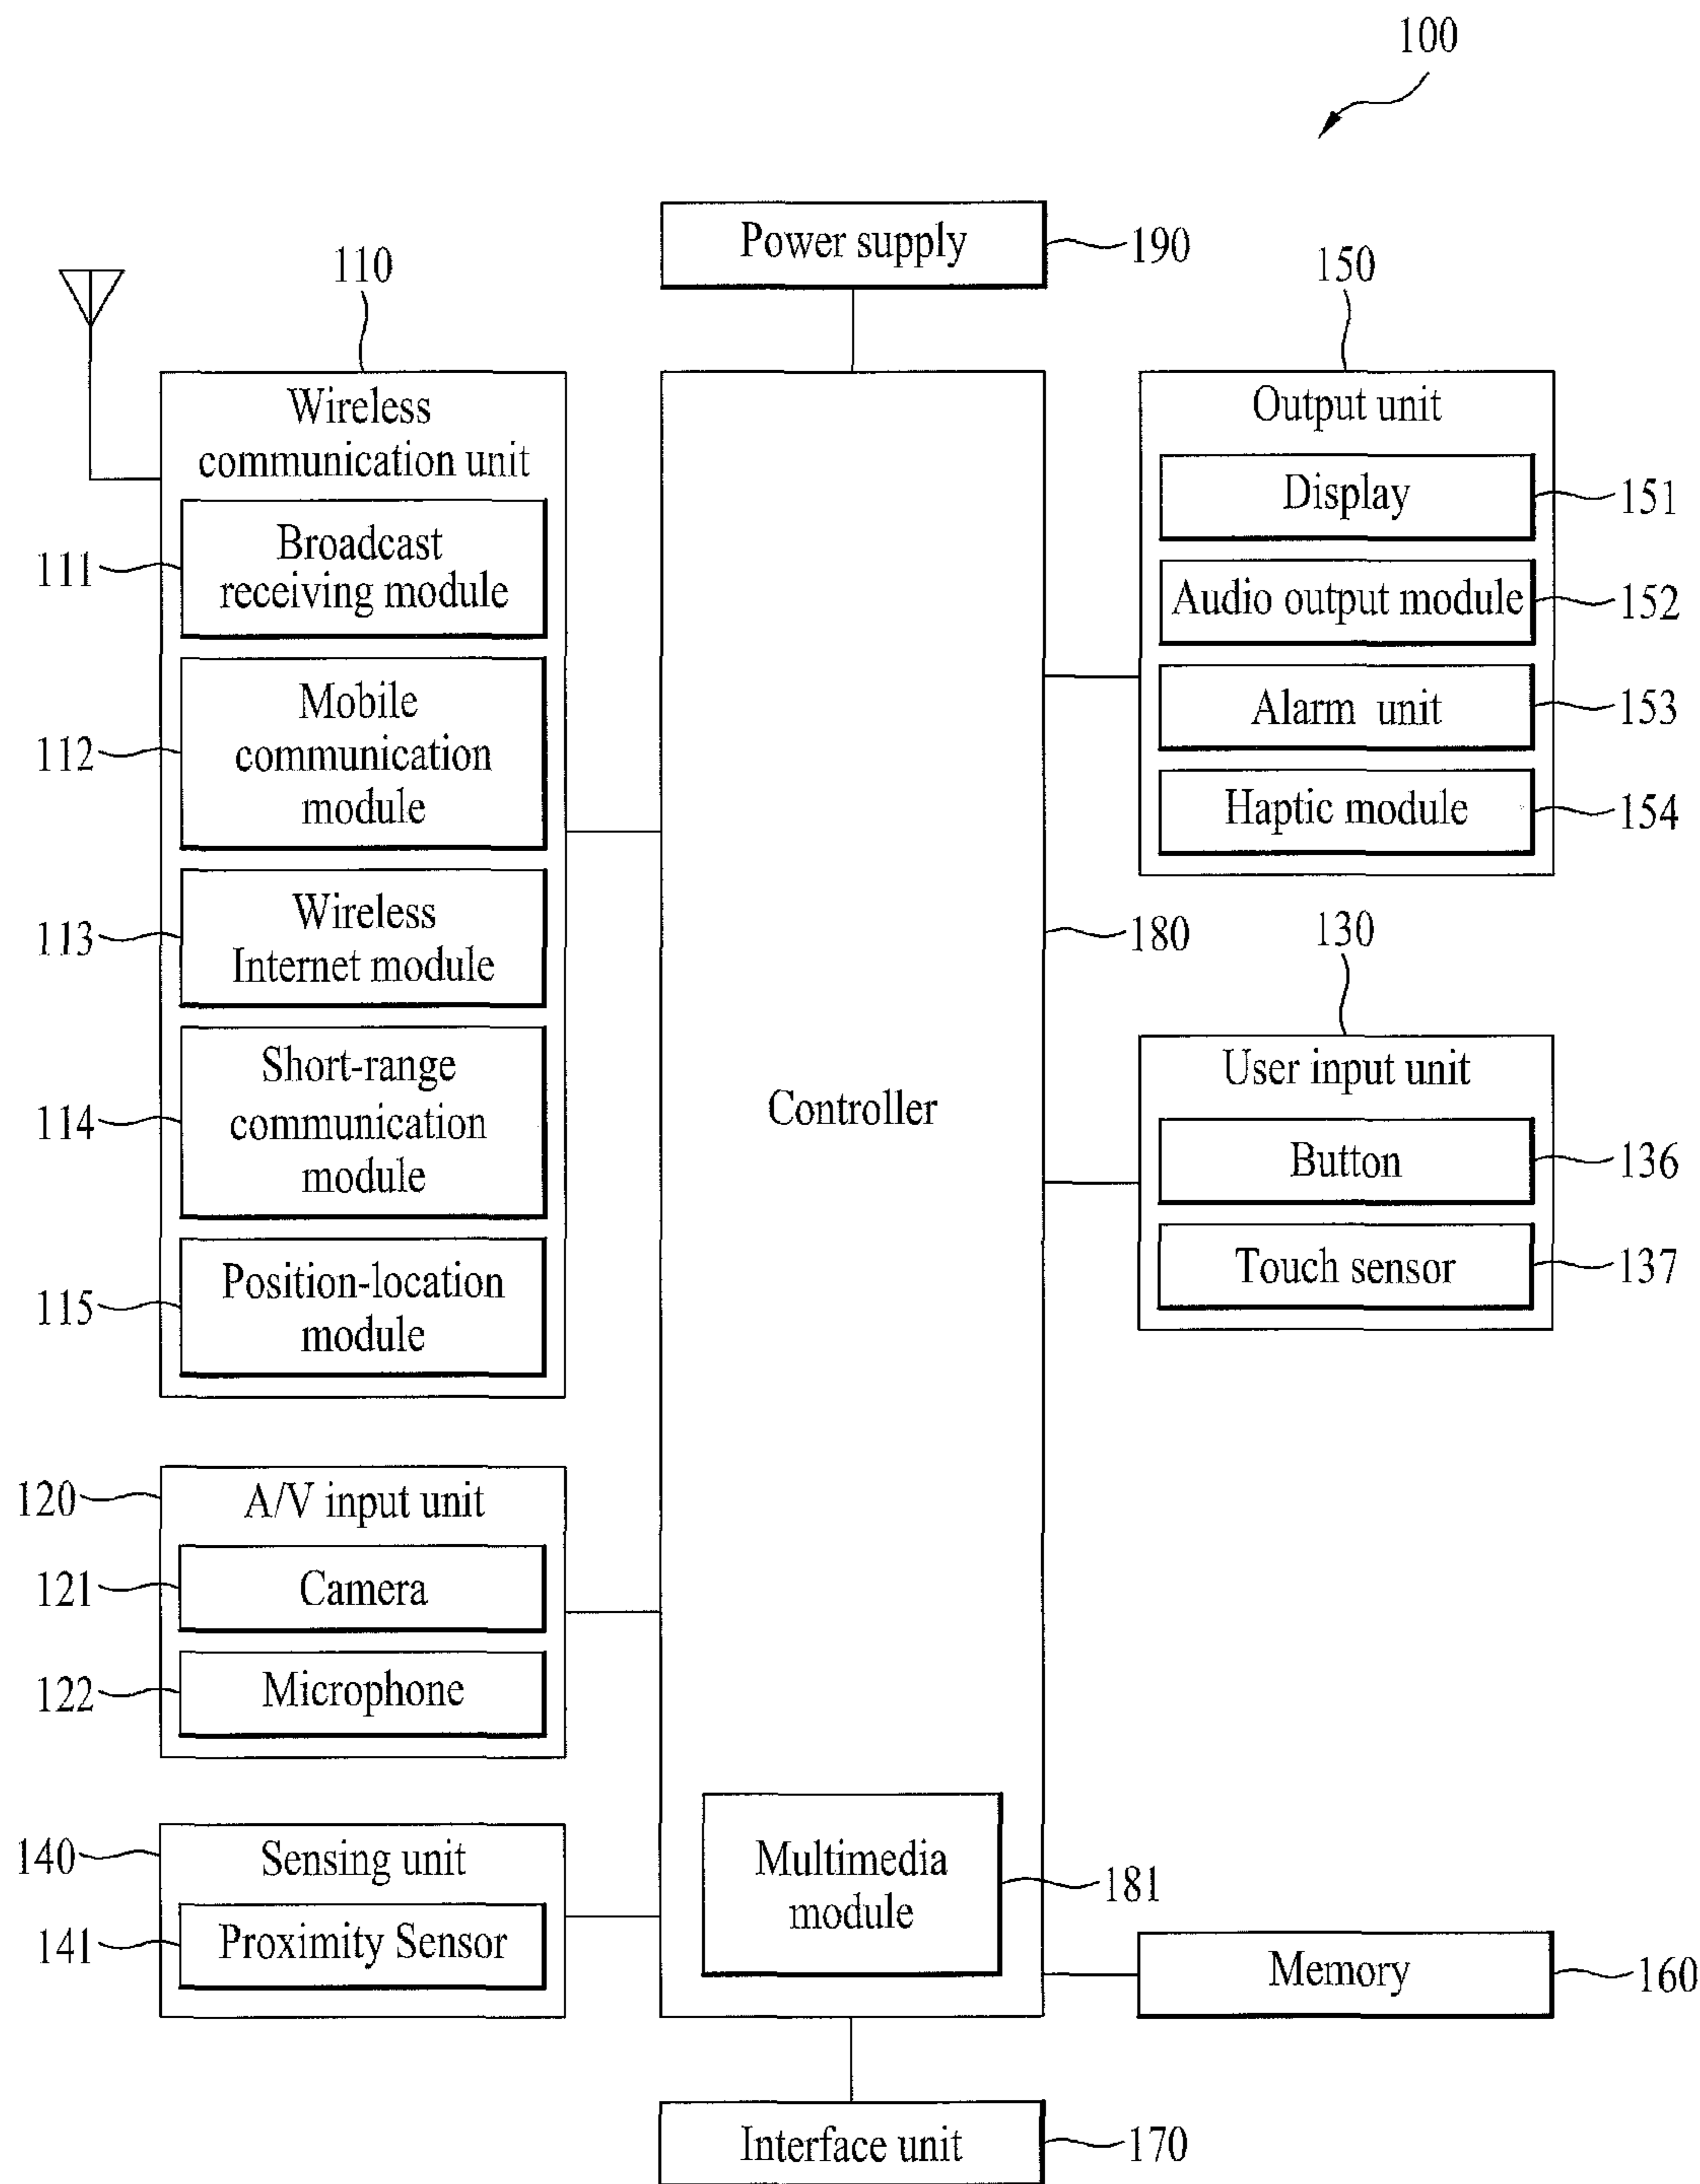 100
Power supply
190
110
150
Wireless
communication unit
Output unit
Display
151
Broadcast
receiving module
111
Audio output module
152
Mobile
communication
module
112
Alarm unit
153
Haptic module
154
Wireless
Internet module
113
180
130
Short-range
communication
module
114
Controller
User input unit
Button
136
Position-location
module
115
Touch sensor
137
120
A/V input unit
121
Camera
122
Microphone
140
Sensing unit
141
Proximity Sensor
Multimedia
module
181
Memory
160
Interface unit
170